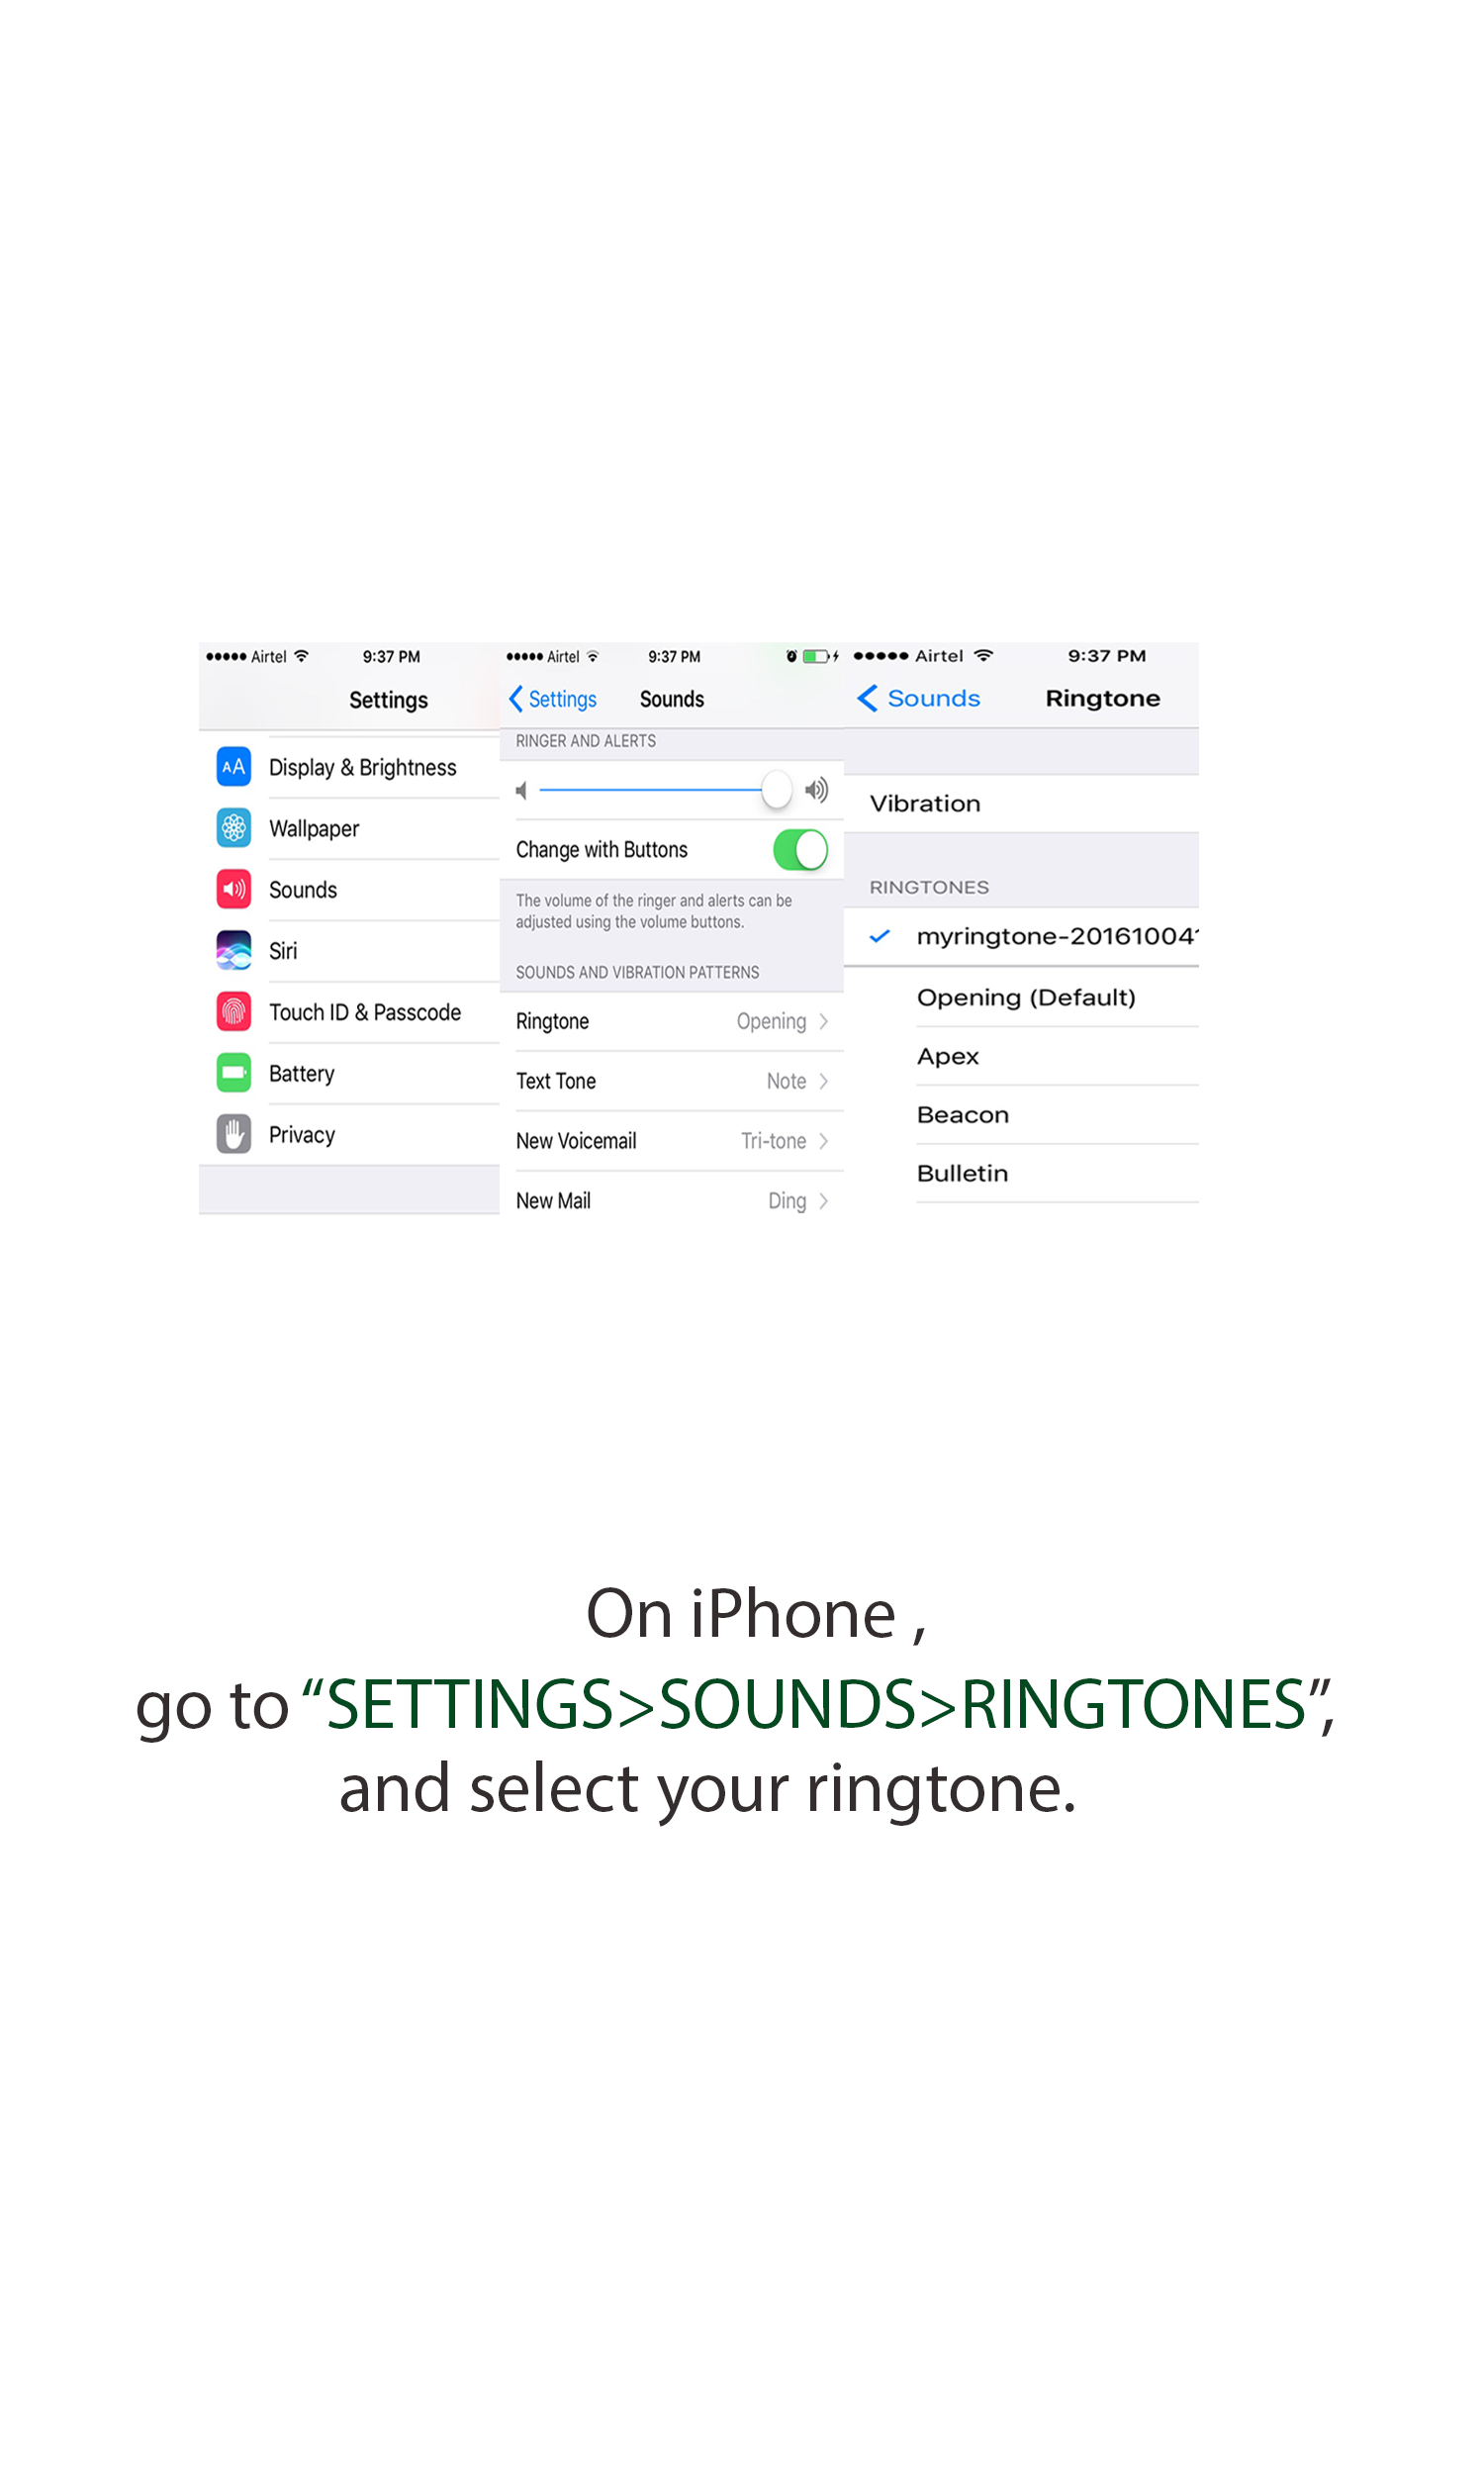 Airtel 9:37 PM
Settings
Display & Brightness
Wallpaper
Sounds
Siri
Touch ID & Passcode
Battery
Privacy
Airtel 9:37 PM
Settings Sounds
RINGER AND ALERTS
Change with Buttons
The volume of the ringer and alerts can be
adjusted using the volume buttons.
SOUNDS AND VIBRATION PATTERNS
Ringtone Opening
Text Tone Note
New Voicemail Tri-tone
New Mail Ding
Airtel 9:37 PM
Sounds Ringtone
Vibration
RINGTONES
myringtone-201610041
Opening (Default)
Apex
Beacon
Bulletin
On iPhone ,
go to “SETTINGS>SOUNDS>RINGTONES”,
and select your ringtone.